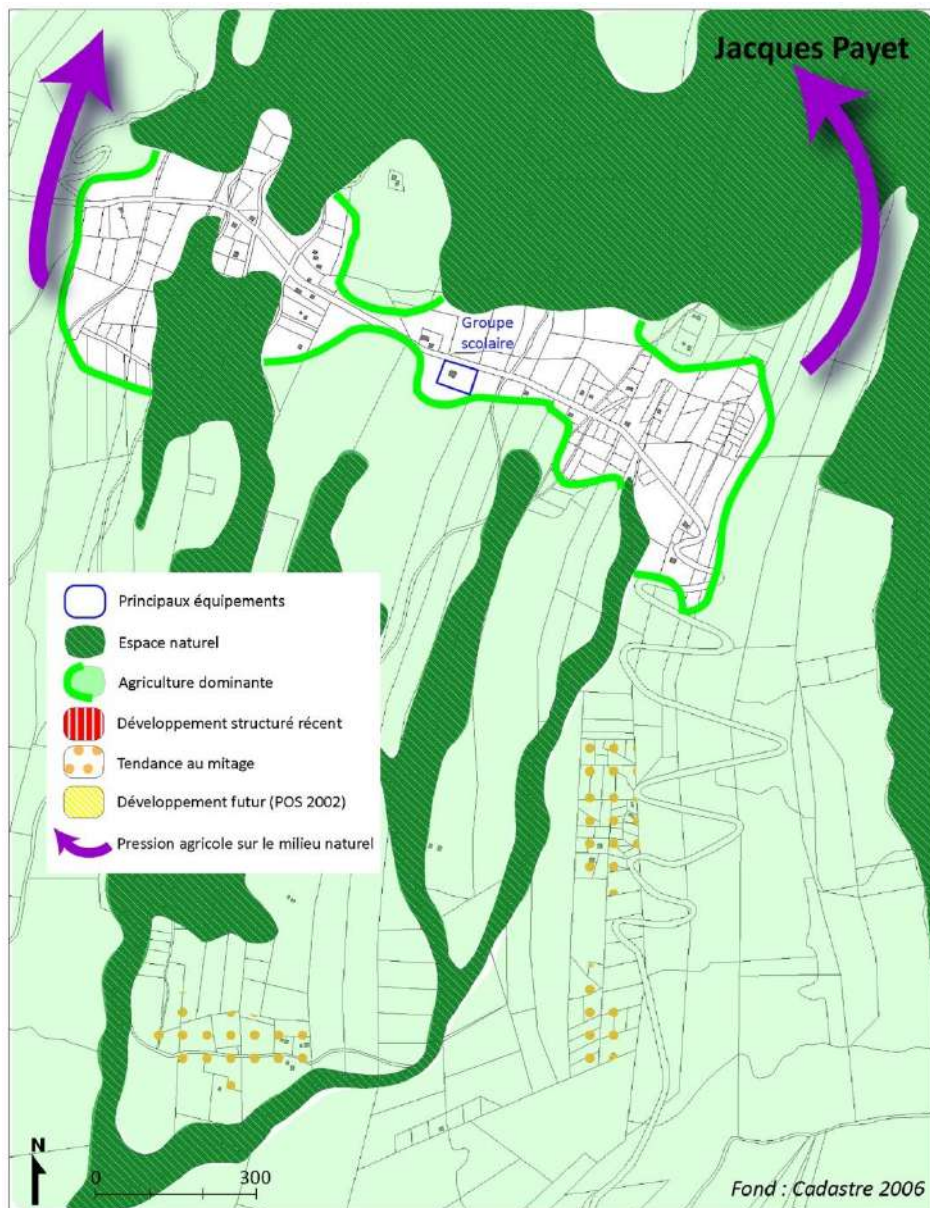 Jacques Payet
Groupe
scolaire
Principaux équipements
Espace naturel
Agriculture dominante
Développement structuré récent
Tendance au mitage
Développement futur (POS 2002)
Pression agricole sur le milieu naturel
N
0 300
Fond : Cadastre 2006